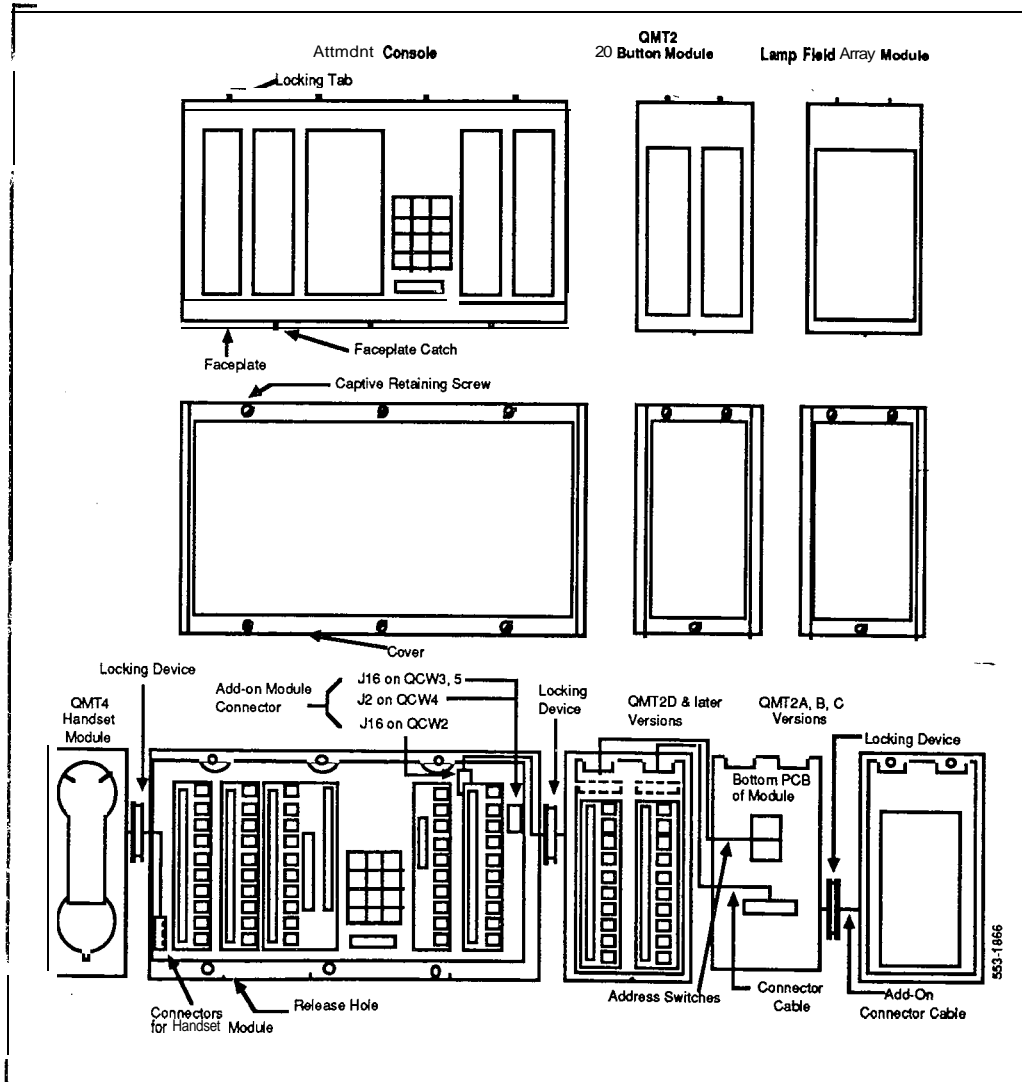 QMT2
Attmdnt Console
20 Button Module
Lamp Field Array Module
Locking Tab
Faceplate Catch
Faceplate
Captive Retaining Screw
Cover
Locking Device
QMT4
Handset
Module
Add-on Module
Connector
J16 on QCW3, 5
J2 on QCW4
J16 on QCW2
Locking
Device
QMT2D & later
Versions
QMT2A, B, C
Versions
Locking Device
Bottom PCB
of Module
553-1866
Connectors
for Handset Module
Release Hole
Address Switches
Connector
Cable
Add-On
Connector Cable